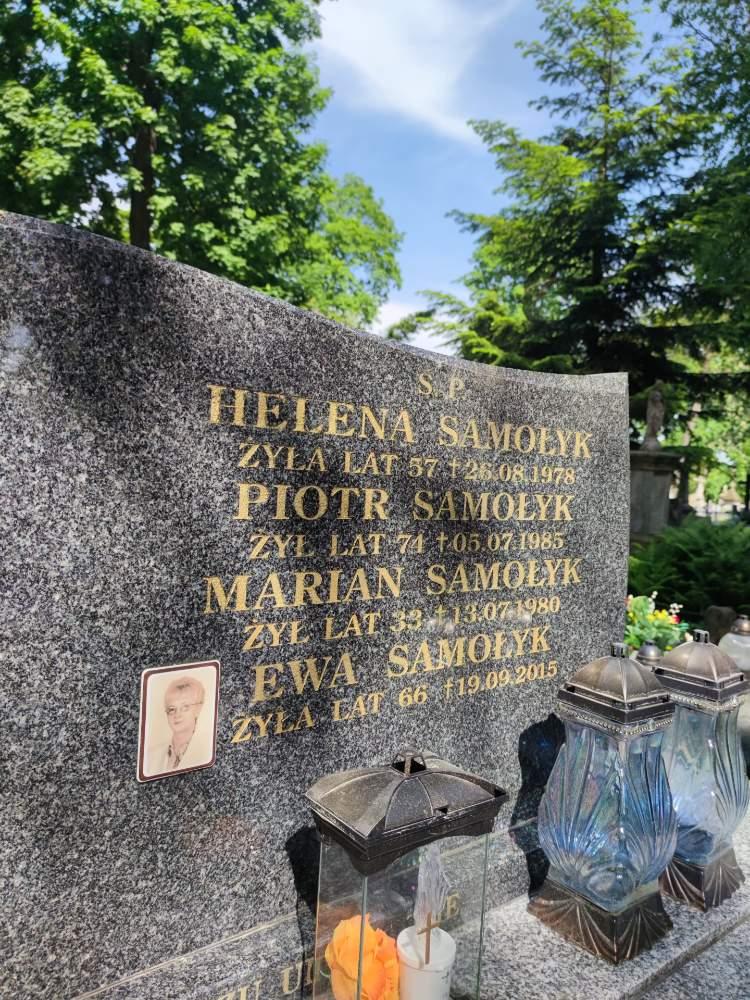 S. P.
HELENA SAMOŁYK
ŻYŁA LAT 57 †26.08.1978
PIOTR SAMOŁYK
ŻYŁ LAT 74 †05.07.1985
MARIAN SAMOŁYK
ŻYŁ LAT 33 †13.07.1980
EWA SAMOŁYK
ŻYŁA LAT 66 †19.09.2015